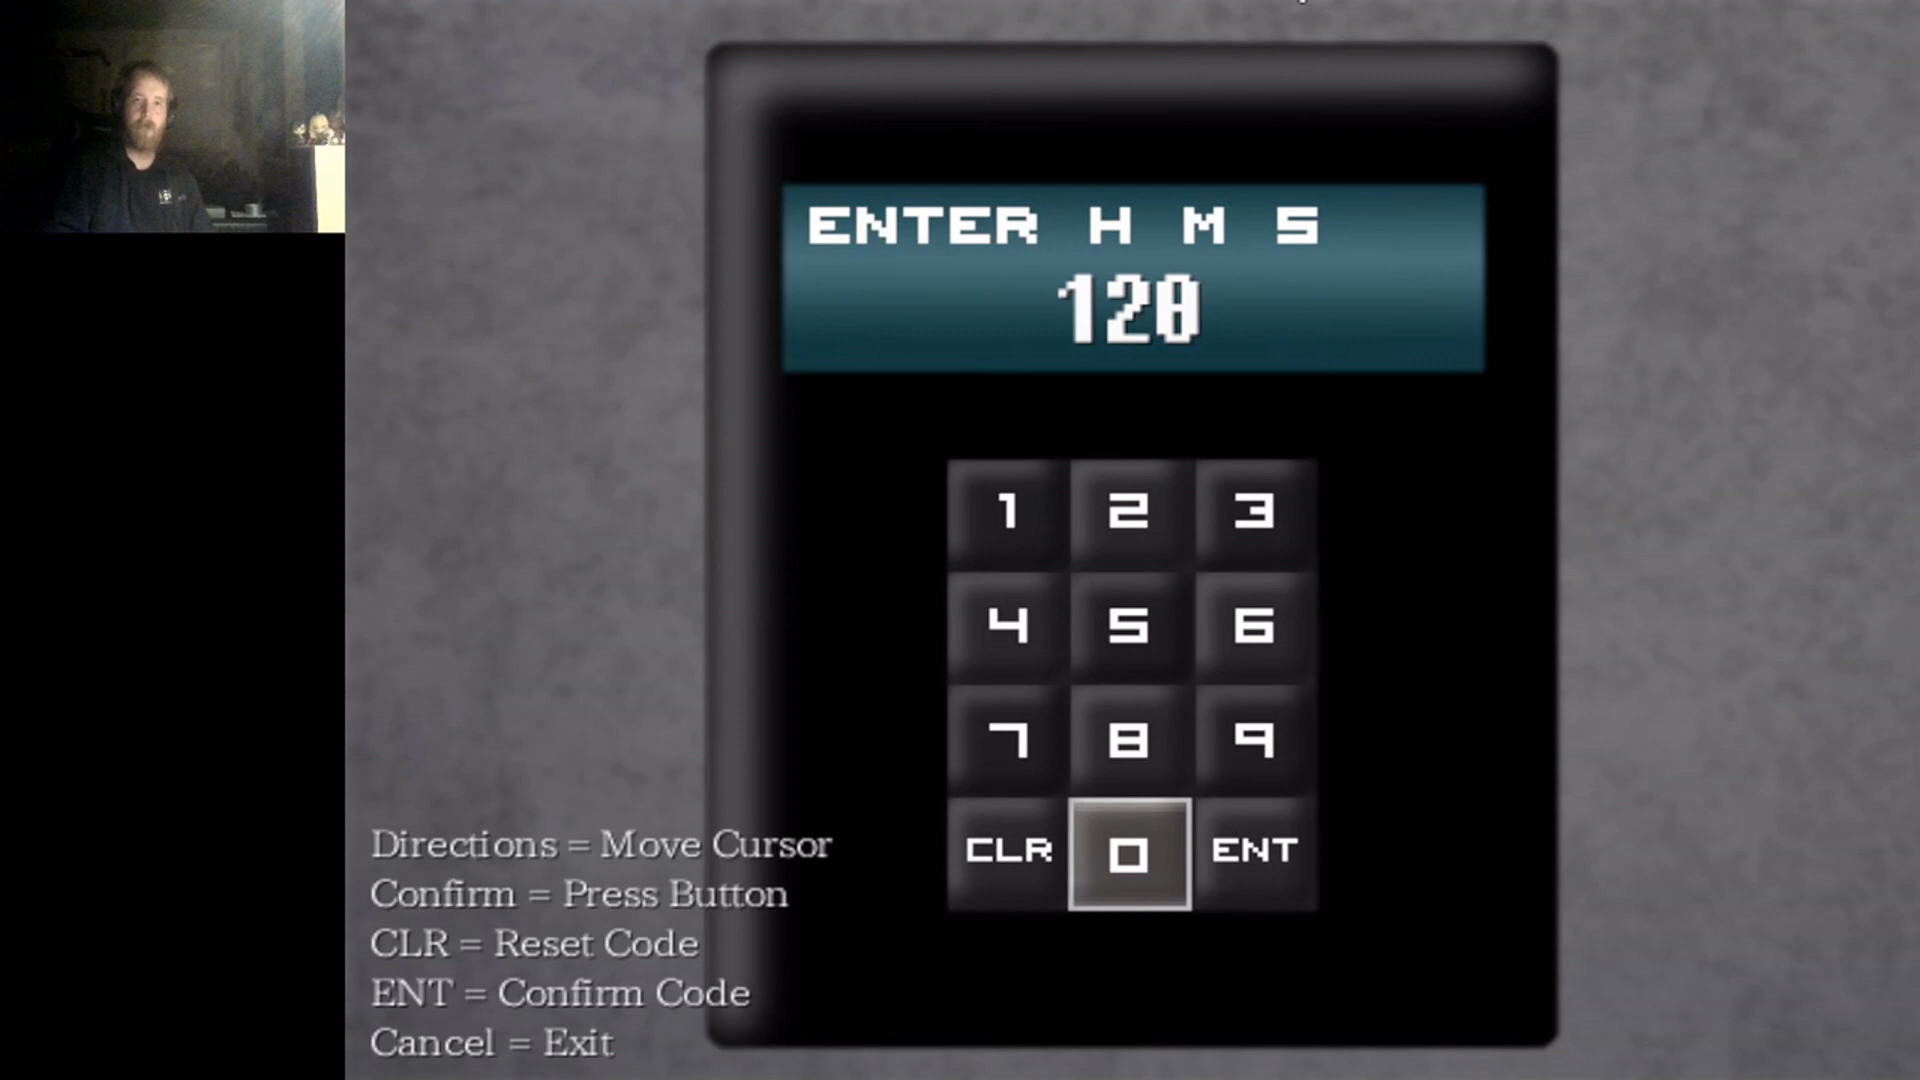 ENTER H M S
120
1 2 3
4 5 6
7 8 9
CLR 0 ENT
Directions = Move Cursor
Confirm = Press Button
CLR = Reset Code
ENT = Confirm Code
Cancel = Exit